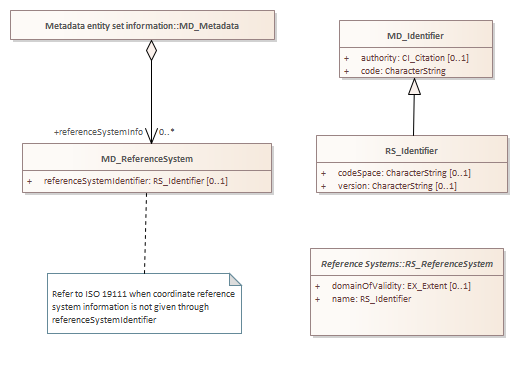 Metadata entity set information::MD_Metadata
+referenceSystemInfo 0..*
MD_ReferenceSystem
+ referenceSystemIdentifier: RS_Identifier [0..1]
Refer to ISO 19111 when coordinate reference
system information is not given through
referenceSystemIdentifier
MD_Identifier
+ authority: CI_Citation [0..1]
+ code: CharacterString
RS_Identifier
+ codeSpace: CharacterString [0..1]
+ version: CharacterString [0..1]
Reference Systems::RS_ReferenceSystem
+ domainOfValidity: EX_Extent [0..1]
+ name: RS_Identifier